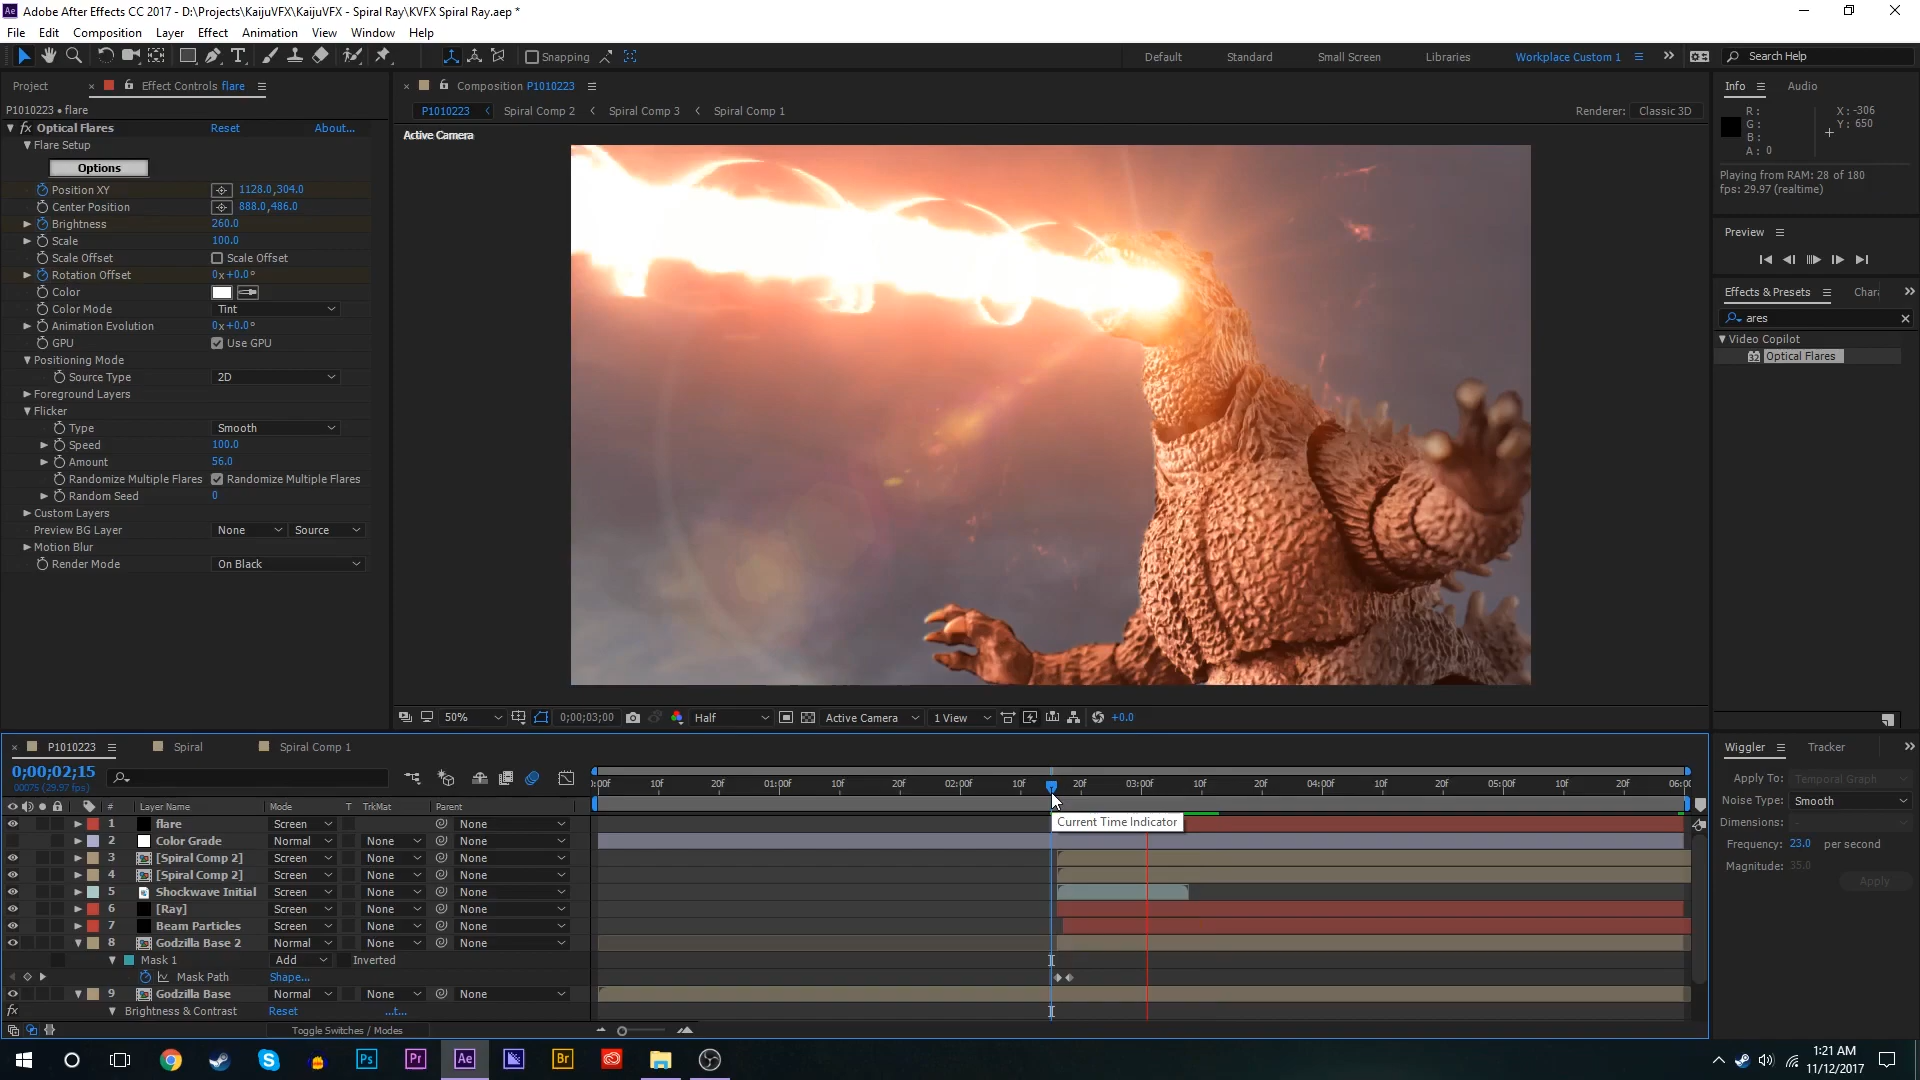 Ae Adobe After Effects CC 2017 - D:\Projects\KaijuVFX\KaijuVFX - Spiral Ray\KVFX Spiral Ray.aep *
File Edit Composition Layer Effect Animation View Window Help
Snapping Default Standard Small Screen Libraries Workplace Custom 1 Search Help
Project Effect Controls flare Composition P1010223 Info Audio
P1010223 • flare P1010223 Spiral Comp 2 Spiral Comp 3 Spiral Comp 1 Renderer: Classic 3D
fx Optical Flares Reset About...
Active Camera
R: X: -306
G: Y: 650
B:
A: 0
Playing from RAM: 28 of 180
fps: 29.97 (realtime)
Flare Setup
Options
Position XY 1128.0,304.0
Center Position 888.0,486.0
Brightness 260.0
Scale 100.0
Scale Offset Scale Offset
Rotation Offset 0x+0.0°
Color
Color Mode Tint
Animation Evolution 0x+0.0°
GPU Use GPU
Positioning Mode
Source Type 2D
Foreground Layers
Flicker
Type Smooth
Speed 100.0
Amount 56.0
Randomize Multiple Flares Randomize Multiple Flares
Random Seed 0
Custom Layers
Preview BG Layer None Source
Motion Blur
Render Mode On Black
Preview
Effects & Presets Chara
ares
Video Copilot
32 Optical Flares
50% 0;00;03;00 Half Active Camera 1 View +0.0
P1010223 Spiral Spiral Comp 1
0;00;02;15
00075 (29.97 fps)
):00f 10f 20f 01:00f 10f 20f 02:00f 10f 20f 03:00f 10f 20f 04:00f 10f 20f 05:00f 10f 20f 06:00
# Layer Name Mode T TrkMat Parent
1 flare Screen None
Current Time Indicator
2 Color Grade Normal None None
3 [Spiral Comp 2] Screen None None
4 [Spiral Comp 2] Screen None None
5 Shockwave Initial Screen None None
6 [Ray] Screen None None
7 Beam Particles Screen None None
8 Godzilla Base 2 Normal None None
Mask 1 Add Inverted
Mask Path Shape...
9 Godzilla Base Normal None None
fx Brightness & Contrast Reset ...t...
Toggle Switches / Modes
Wiggler Tracker
Apply To: Temporal Graph
Noise Type: Smooth
Dimensions: -
Frequency: 23.0 per second
Magnitude: 35.0
Apply
Ps Pr Ae Br
1:21 AM
11/12/2017